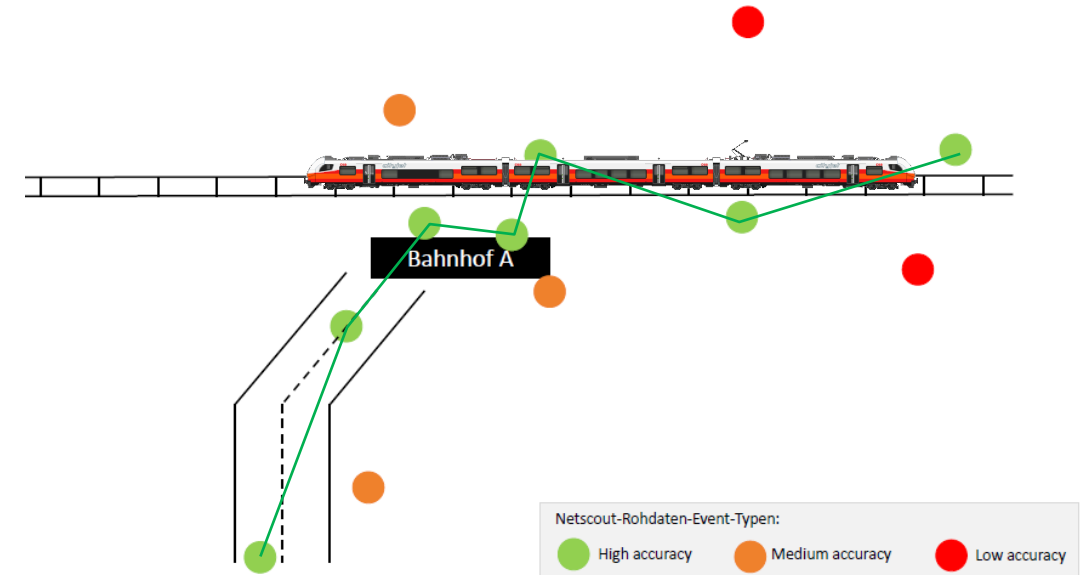 Bahnhof A
Netscout-Rohdaten-Event-Typen:
High accuracy
Medium accuracy
Low accuracy